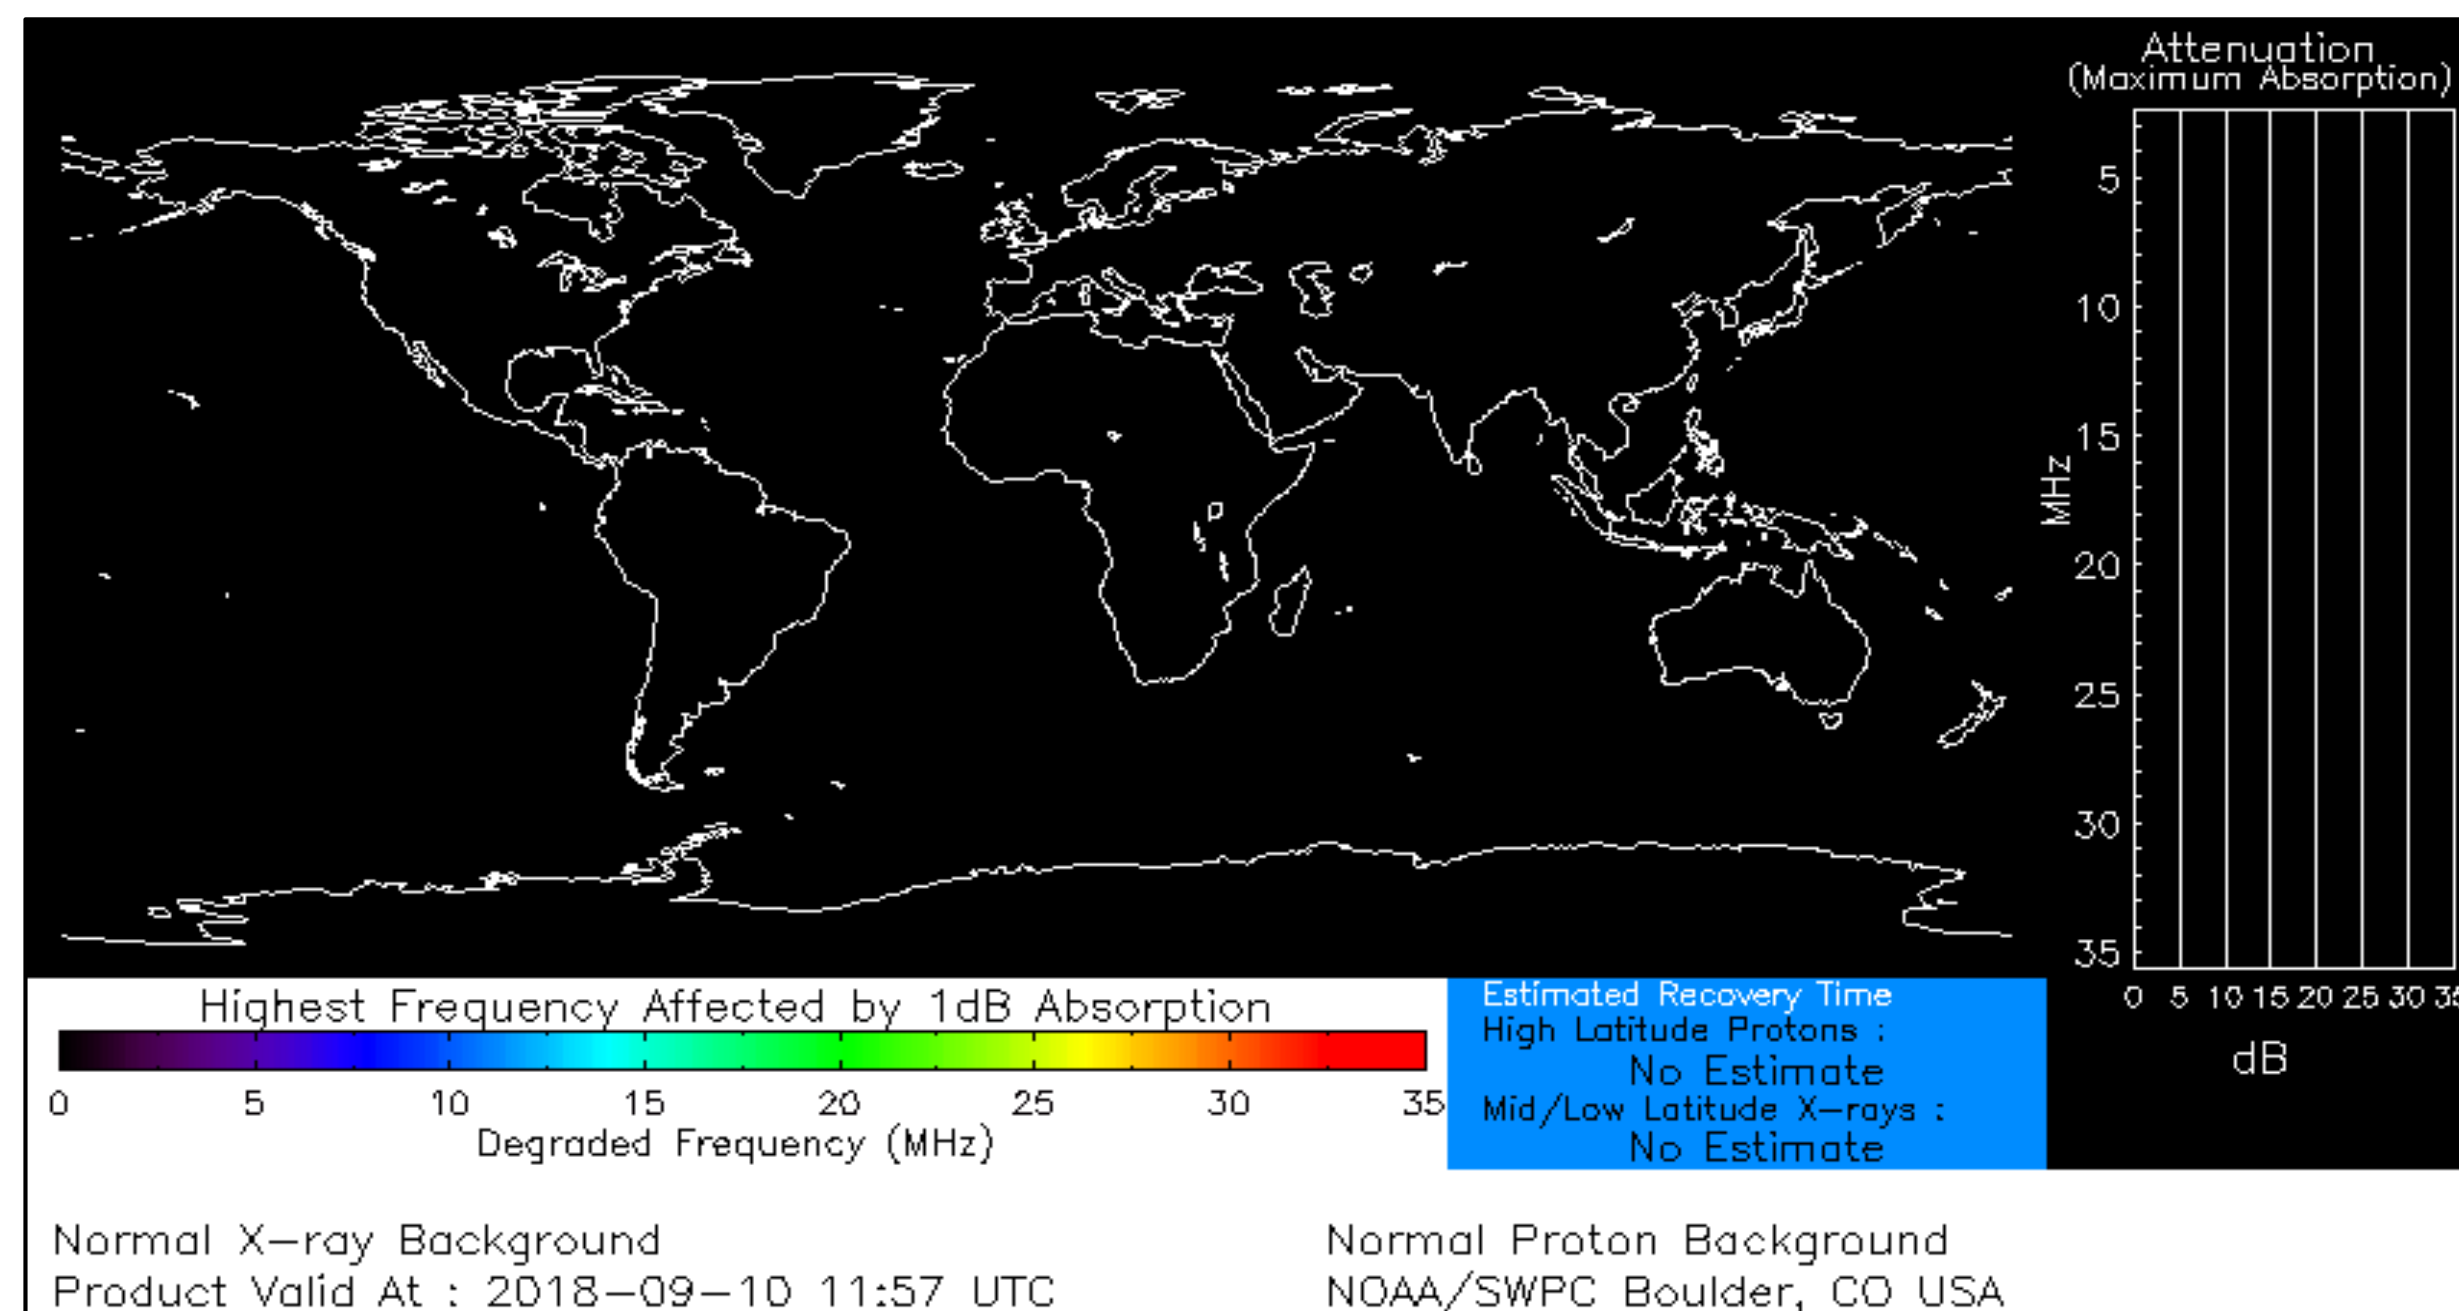 Attenuation
(Maximum Absorption)
5
10
15
20
25
30
35
MHz
0 5 10 15 20 25 30
dB
Highest Frequency Affected by 1dB Absorption
0 5 10 15 20 25 30 35
Degraded Frequency (MHz)
Estimated Recovery Time
High Latitude Protons :
No Estimate
Mid/Low Latitude X-rays :
No Estimate
Normal X-ray Background
Normal Proton Background
Product Valid At : 2018-09-10 11:57 UTC
NOAA/SWPC Boulder, CO USA